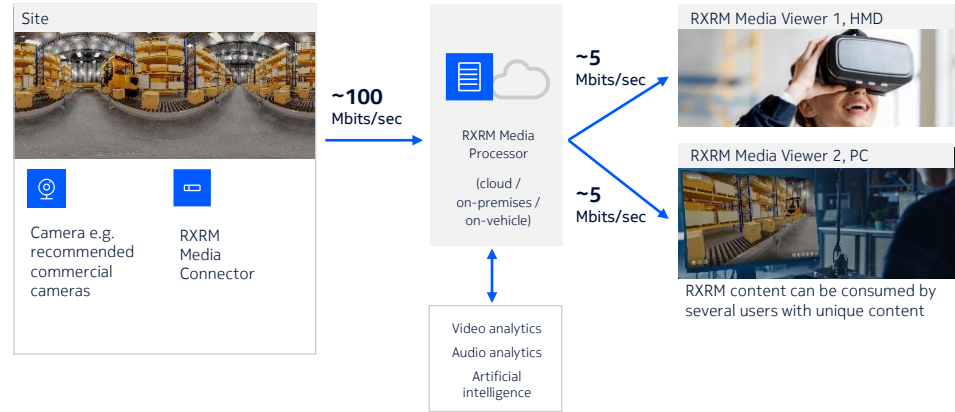 Site
Camera e.g.
recommended
commercial
cameras
RXRM
Media
Connector
~100
Mbits/sec
RXRM Media
Processor
(cloud /
on-premises /
on-vehicle)
Video analytics
Audio analytics
Artificial
intelligence
~5
Mbits/sec
~5
Mbits/sec
RXRM Media Viewer 1, HMD
RXRM Media Viewer 2, PC
RXRM content can be consumed by
several users with unique content